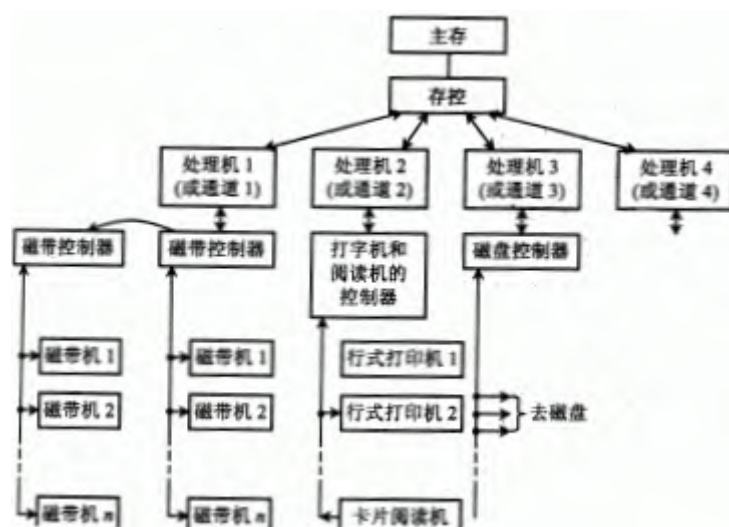 主存
存控
处理机 1
(或通道 1)
处理机 2
(或通道 2)
处理机 3
(或通道 3)
处理机 4
(或通道 4)
磁带控制器
磁带控制器
打字机和
阅读机的
控制器
磁盘控制器
磁带机 1
磁带机 1
行式打印机 1
磁带机 2
磁带机 2
行式打印机 2
去磁盘
磁带机 n
磁带机 n
卡片阅读机